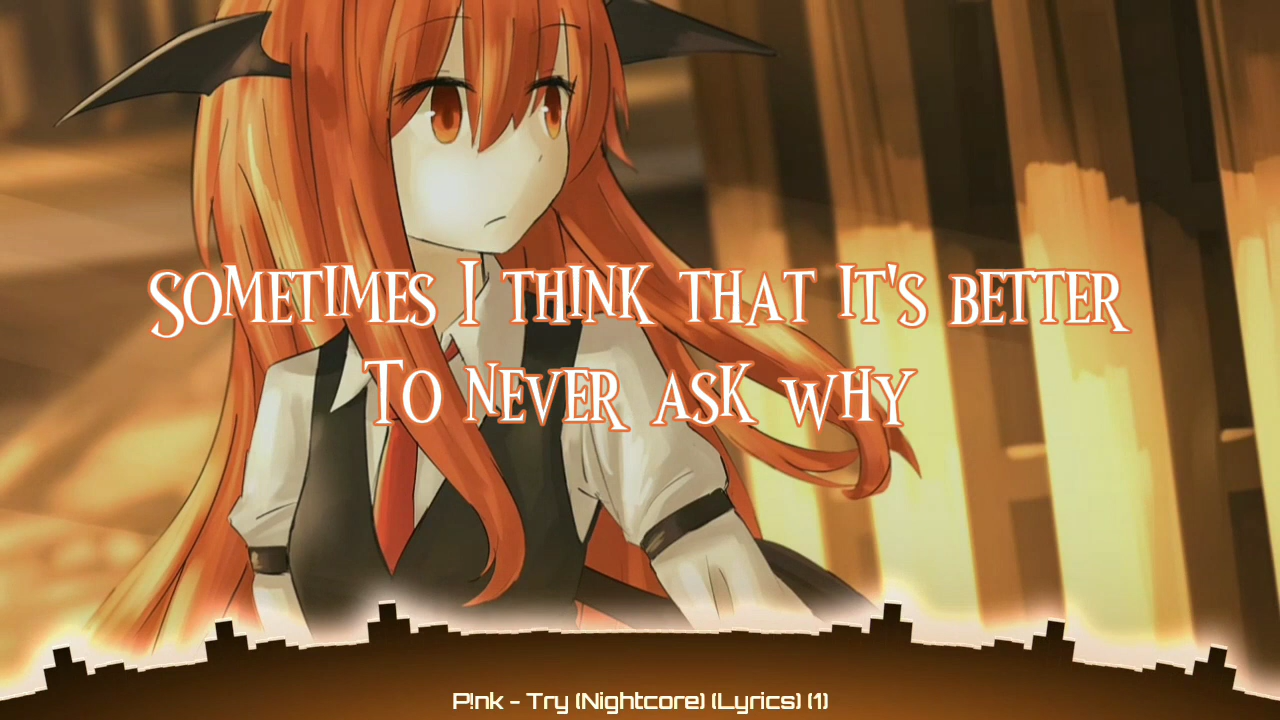 Sometimes I think that it's better
To never ask why
P!nk - Try (Nightcore) (Lyrics) (1)